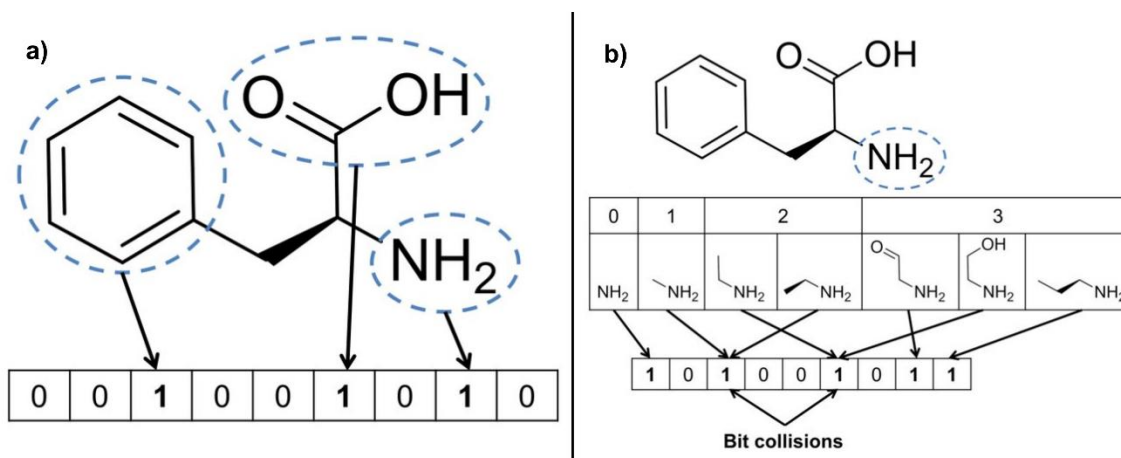 a)
O
OH
NH2
0 0 1 0 0 1 0 1 0
b)
O
OH
NH2
0 1 2 3
O
OH
NH2 NH2 NH2 NH2 NH2 NH2 NH2
1 0 1 0 0 1 0 1 1
Bit collisions